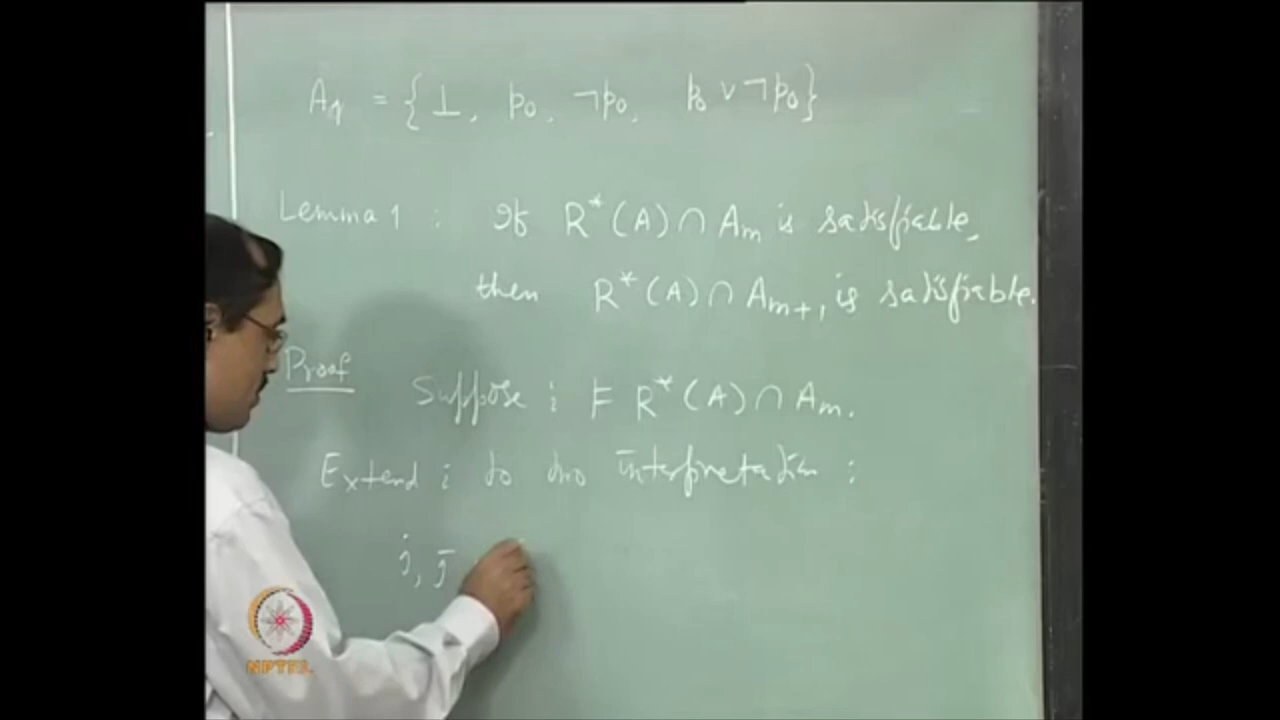 A₁ = {⊥, p₀, ¬p₀, p₀ ∨ ¬p₀}
Lemma 1 : If R*(A) ∩ Aₘ is satisfiable,
then R*(A) ∩ Aₘ₊₁ is satisfiable.
Proof Suppose i ⊨ R*(A) ∩ Aₘ.
Extend i to two interpretation :
j, j̄
NPTEL